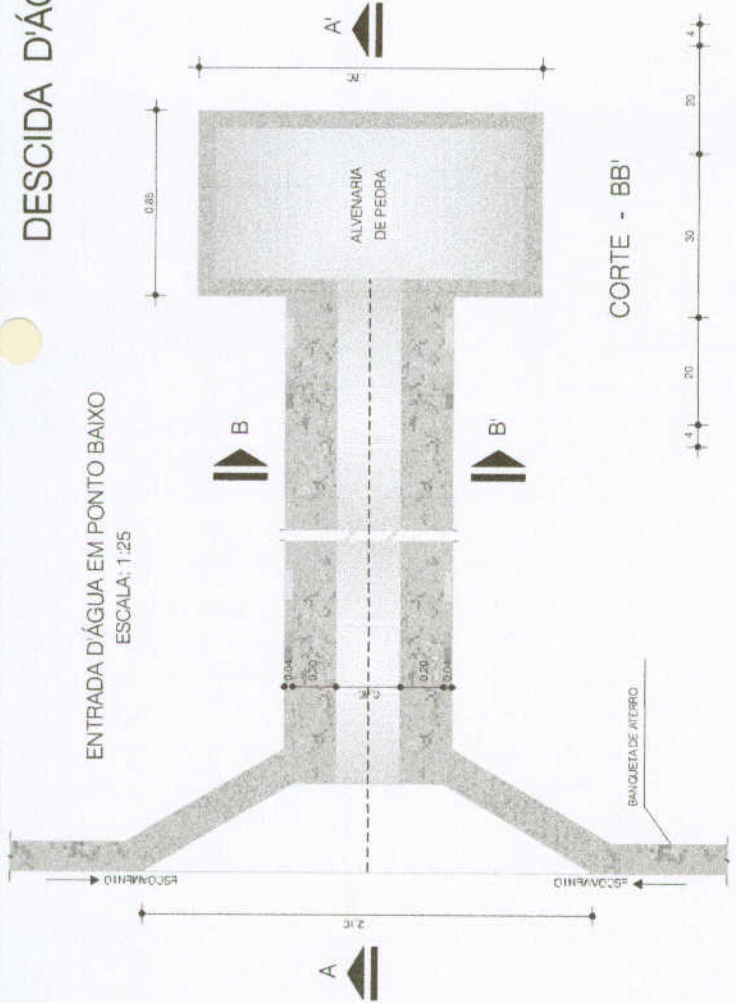 DESCIDA D'ÁG
ENTRADA D'ÁGUA EM PONTO BAIXO
ESCALA: 1:25
0.85
A'
B
ALVENARIA
DE PEDRA
0.04
0.20
0.20
0.04
B'
ESCOAMENTO
ESCOAMENTO
2.10
A
BANQUETA DE ATERRO
CORTE - BB'
4
20
30
20
4